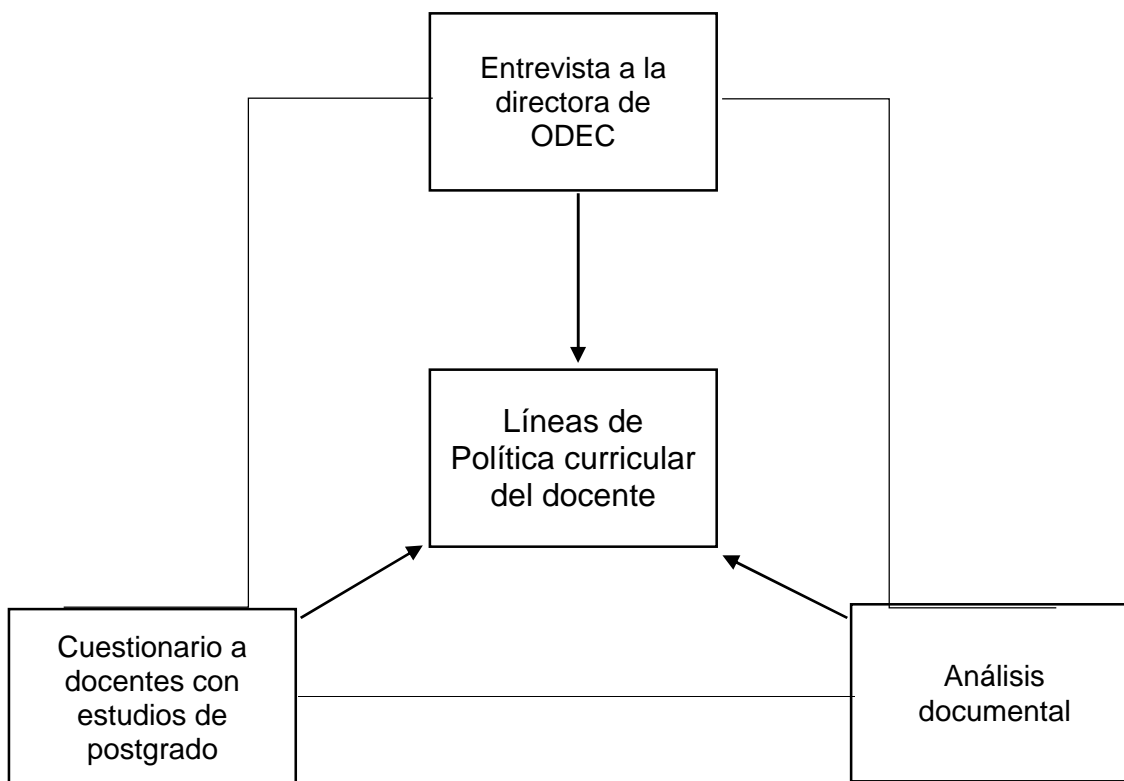 Entrevista a la
directora de
ODEC
Líneas de
Política curricular
del docente
Cuestionario a
docentes con
estudios de
postgrado
Análisis
documental